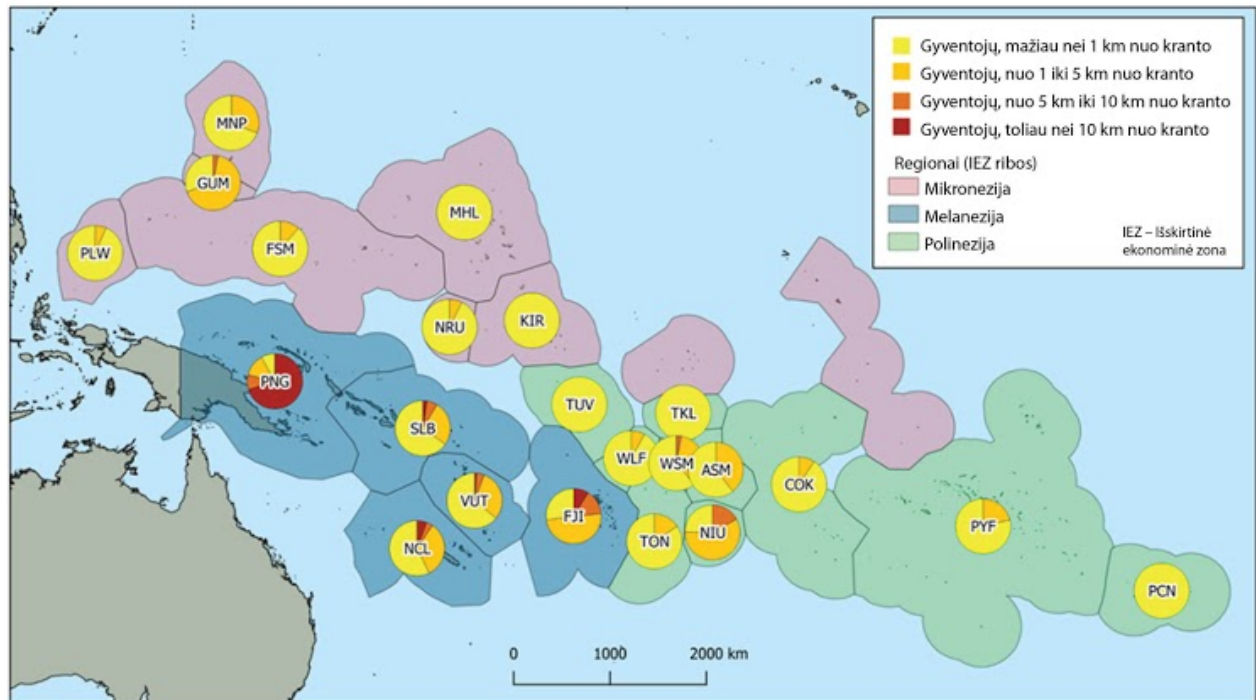 Gyventojų, mažiau nei 1 km nuo kranto
Gyventojų, nuo 1 iki 5 km nuo kranto
Gyventojų, nuo 5 km iki 10 km nuo kranto
Gyventojų, toliau nei 10 km nuo kranto
Regionai (IEZ ribos)
Mikronezija
Melanezija
Polinezija
IEZ – Išskirtinė
ekonominė zona
MNP
GUM
MHL
PLW
FSM
NRU
KIR
PNG
TUV
TKL
SLB
WLF
WSM
ASM
COK
VUT
FJI
NCL
TON
NIU
PYF
PCN
0 1000 2000 km